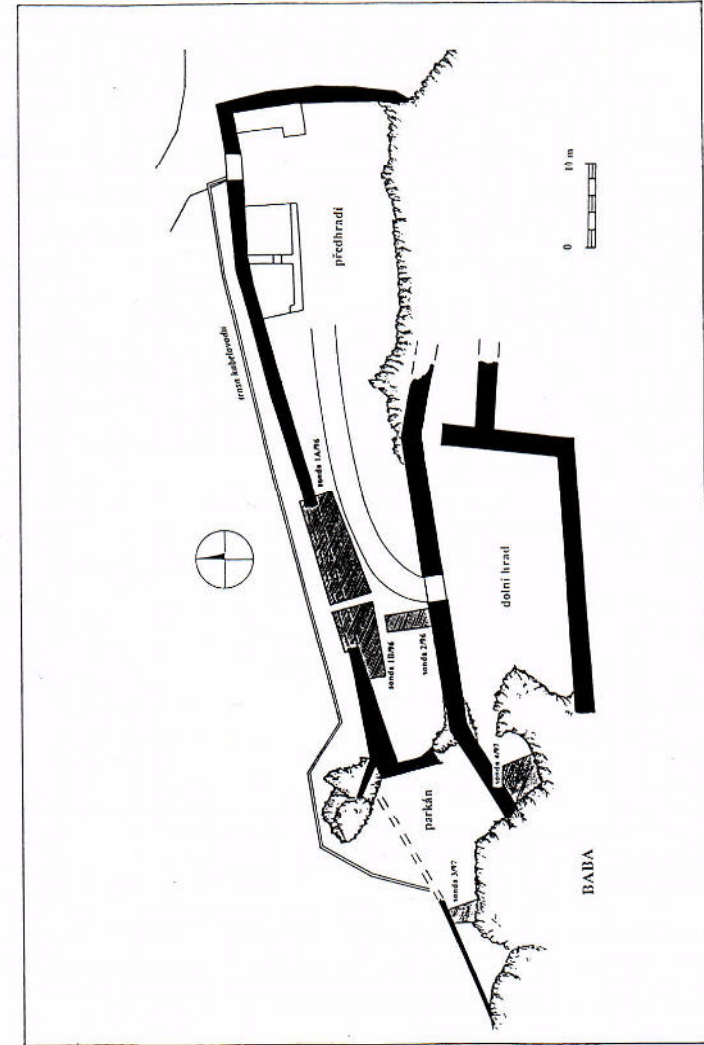 předhradí
0 10 m
trasa kabelovodu
sonda 1A/96
sonda 1B/96
sonda 2/96
dolní hrad
parkán
sonda 4/97
sonda 3/97
BABA